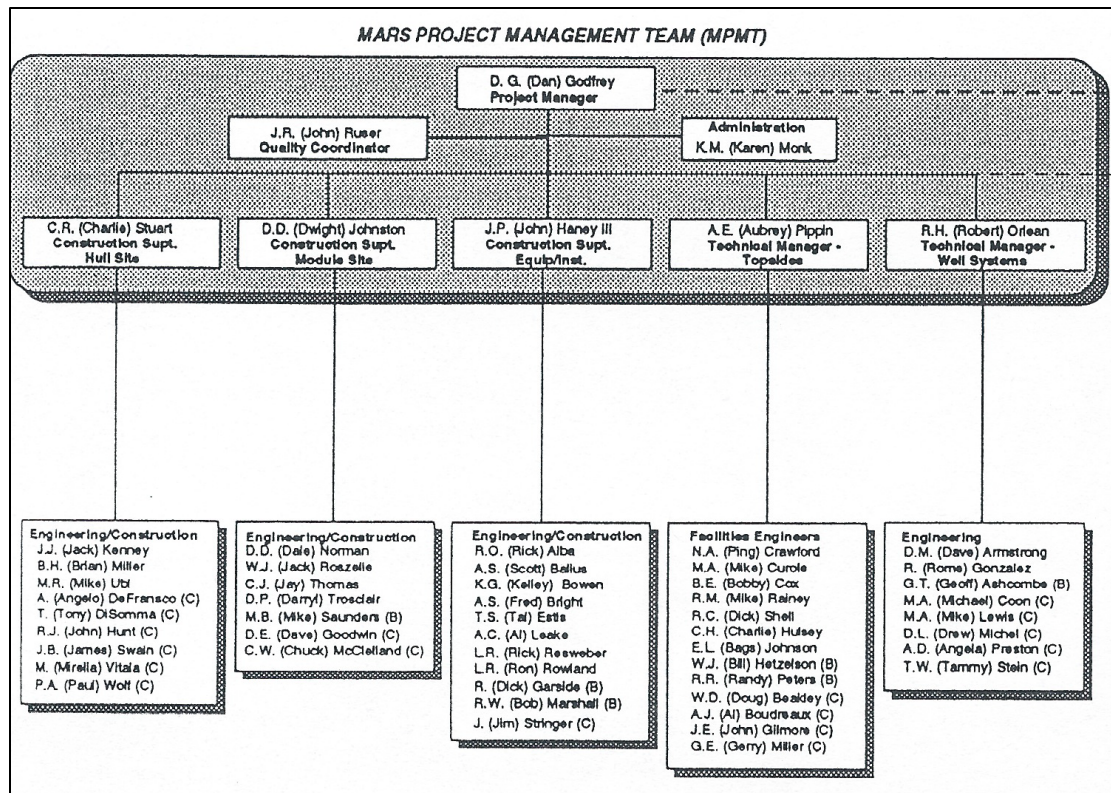 MARS PROJECT MANAGEMENT TEAM (MPMT)
D. G. (Dan) Godfrey
Project Manager
J.R. (John) Ruser
Quality Coordinator
Administration
K.M. (Karen) Monk
C.R. (Charlie) Stuart
Construction Supt.
Hull Site
D.D. (Dwight) Johnston
Construction Supt.
Module Site
J.P. (John) Haney III
Construction Supt.
Equip/Inst.
A.E. (Aubrey) Pippin
Technical Manager -
Topsides
R.H. (Robert) Orlean
Technical Manager -
Well Systems
Engineering/Construction
J.J. (Jack) Kenney
B.H. (Brian) Miller
M.R. (Mike) Ubl
A. (Angelo) DeFransco (C)
T. (Tony) DiSomma (C)
R.J. (John) Hunt (C)
J.B. (James) Swain (C)
M. (Mirella) Vitala (C)
P.A. (Paul) Wolf (C)
Engineering/Construction
D.D. (Dale) Norman
W.J. (Jack) Roazelle
C.J. (Jay) Thomas
D.P. (Darryl) Trosclair
M.B. (Mike) Saunders (B)
D.E. (Dave) Goodwin (C)
C.W. (Chuck) McClelland (C)
Engineering/Construction
R.O. (Rick) Alba
A.S. (Scott) Balius
K.G. (Kelley) Bowen
A.S. (Fred) Bright
T.S. (Tal) Estis
A.C. (Al) Leake
L.R. (Rick) Resweber
L.R. (Ron) Rowland
R. (Dick) Garside (B)
R.W. (Bob) Marshall (B)
J. (Jim) Stringer (C)
Facilities Engineers
N.A. (Ping) Crawford
M.A. (Mike) Curole
B.E. (Bobby) Cox
R.M. (Mike) Rainey
R.C. (Dick) Shell
C.H. (Charlie) Hulsey
E.L. (Bags) Johnson
W.J. (Bill) Hetzelson (B)
R.R. (Randy) Peters (B)
W.D. (Doug) Beakley (C)
A.J. (Al) Boudreaux (C)
J.E. (John) Gilmore (C)
G.E. (Gerry) Miller (C)
Engineering
D.M. (Dave) Armstrong
R. (Rome) Gonzalez
G.T. (Geoff) Ashcombe (B)
M.A. (Michael) Coon (C)
M.A. (Mike) Lewis (C)
D.L. (Drew) Michel (C)
A.D. (Angela) Preston (C)
T.W. (Tammy) Stein (C)